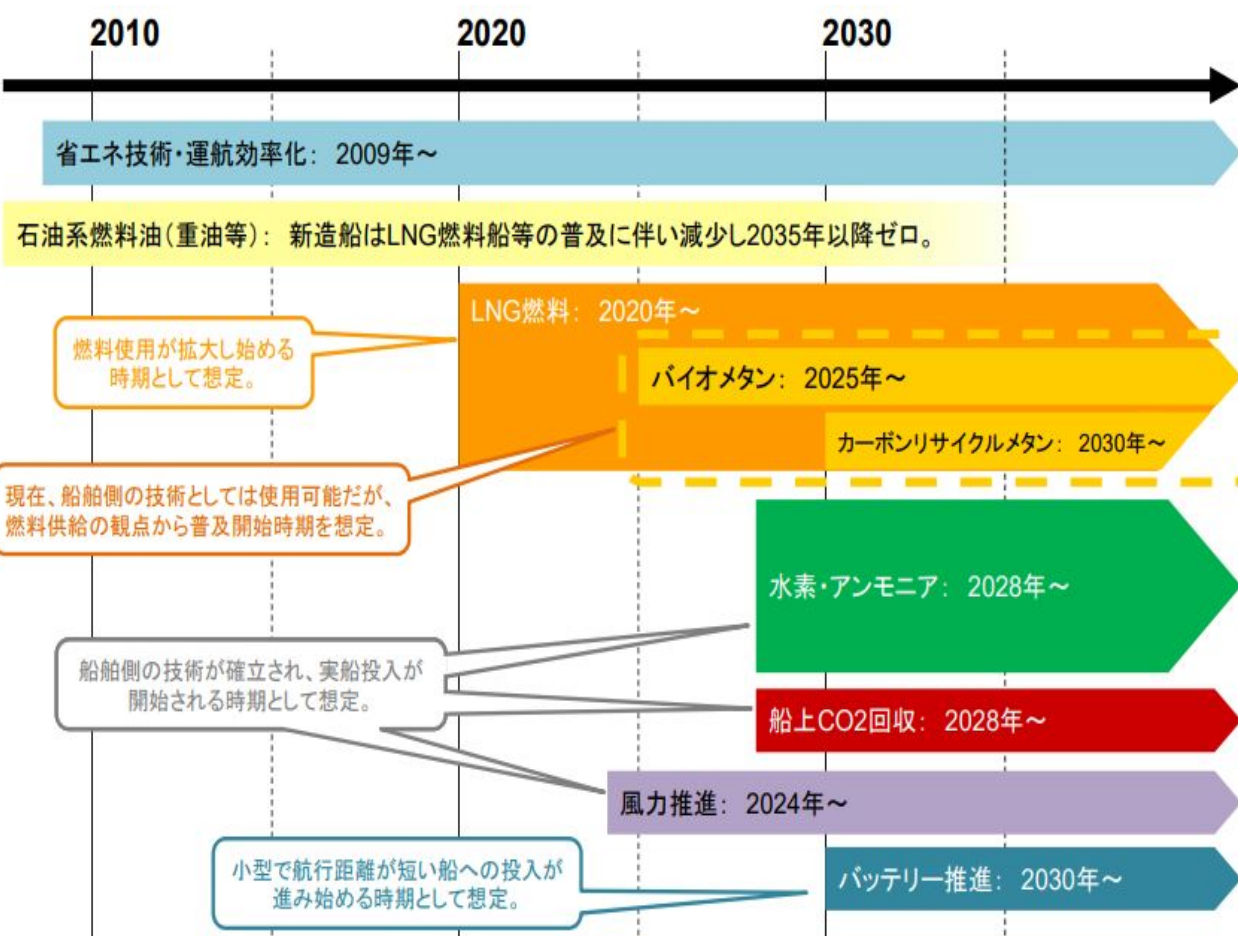 2010
2020
2030
省エネ技術・運航効率化： 2009年～
石油系燃料油（重油等）： 新造船はLNG燃料船等の普及に伴い減少し2035年以降ゼロ。
LNG燃料： 2020年～
燃料使用が拡大し始める
時期として想定。
バイオメタン： 2025年～
カーボンリサイクルメタン： 2030年～
現在、船舶側の技術としては使用可能だが、
燃料供給の観点から普及開始時期を想定。
水素・アンモニア： 2028年～
船舶側の技術が確立され、実船投入が
開始される時期として想定。
船上CO2回収： 2028年～
風力推進： 2024年～
小型で航行距離が短い船への投入が
進み始める時期として想定。
バッテリー推進： 2030年～